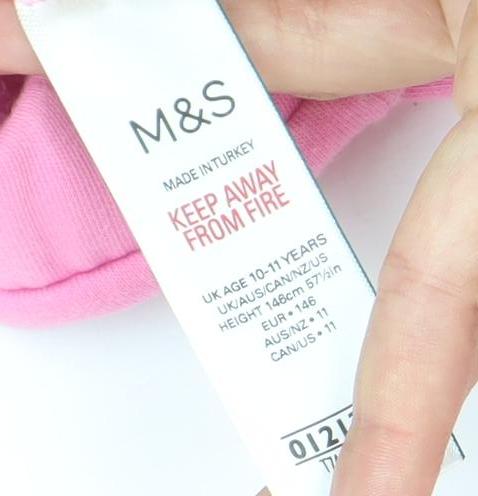 M&S
MADE IN TURKEY
KEEP AWAY
FROM FIRE
UK AGE 10-11 YEARS
UK/AUS/CAN/NZ/US
HEIGHT 146cm 57½in
EUR • 146
AUS/NZ • 11
CAN/US • 11